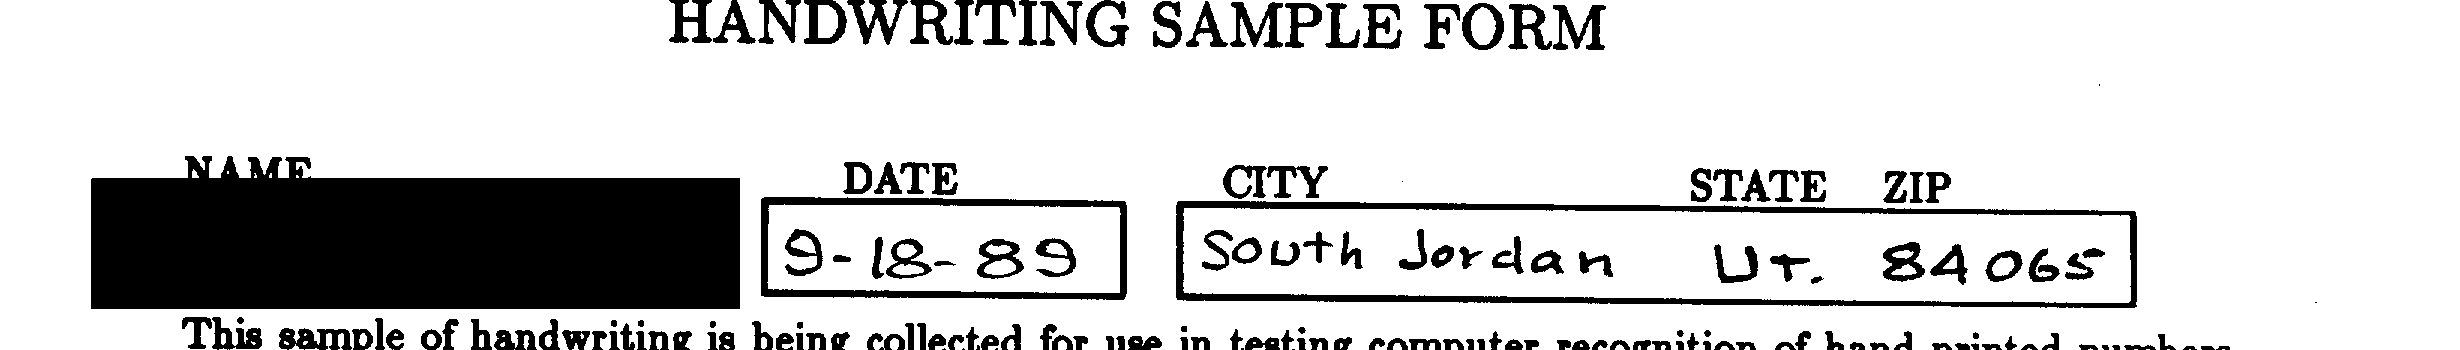 HANDWRITING SAMPLE FORM
NAME DATE CITY STATE ZIP
9-18-89 South Jordan Ut. 84065
This sample of handwriting is being collected for use in testing computer recognition of hand printed numbers